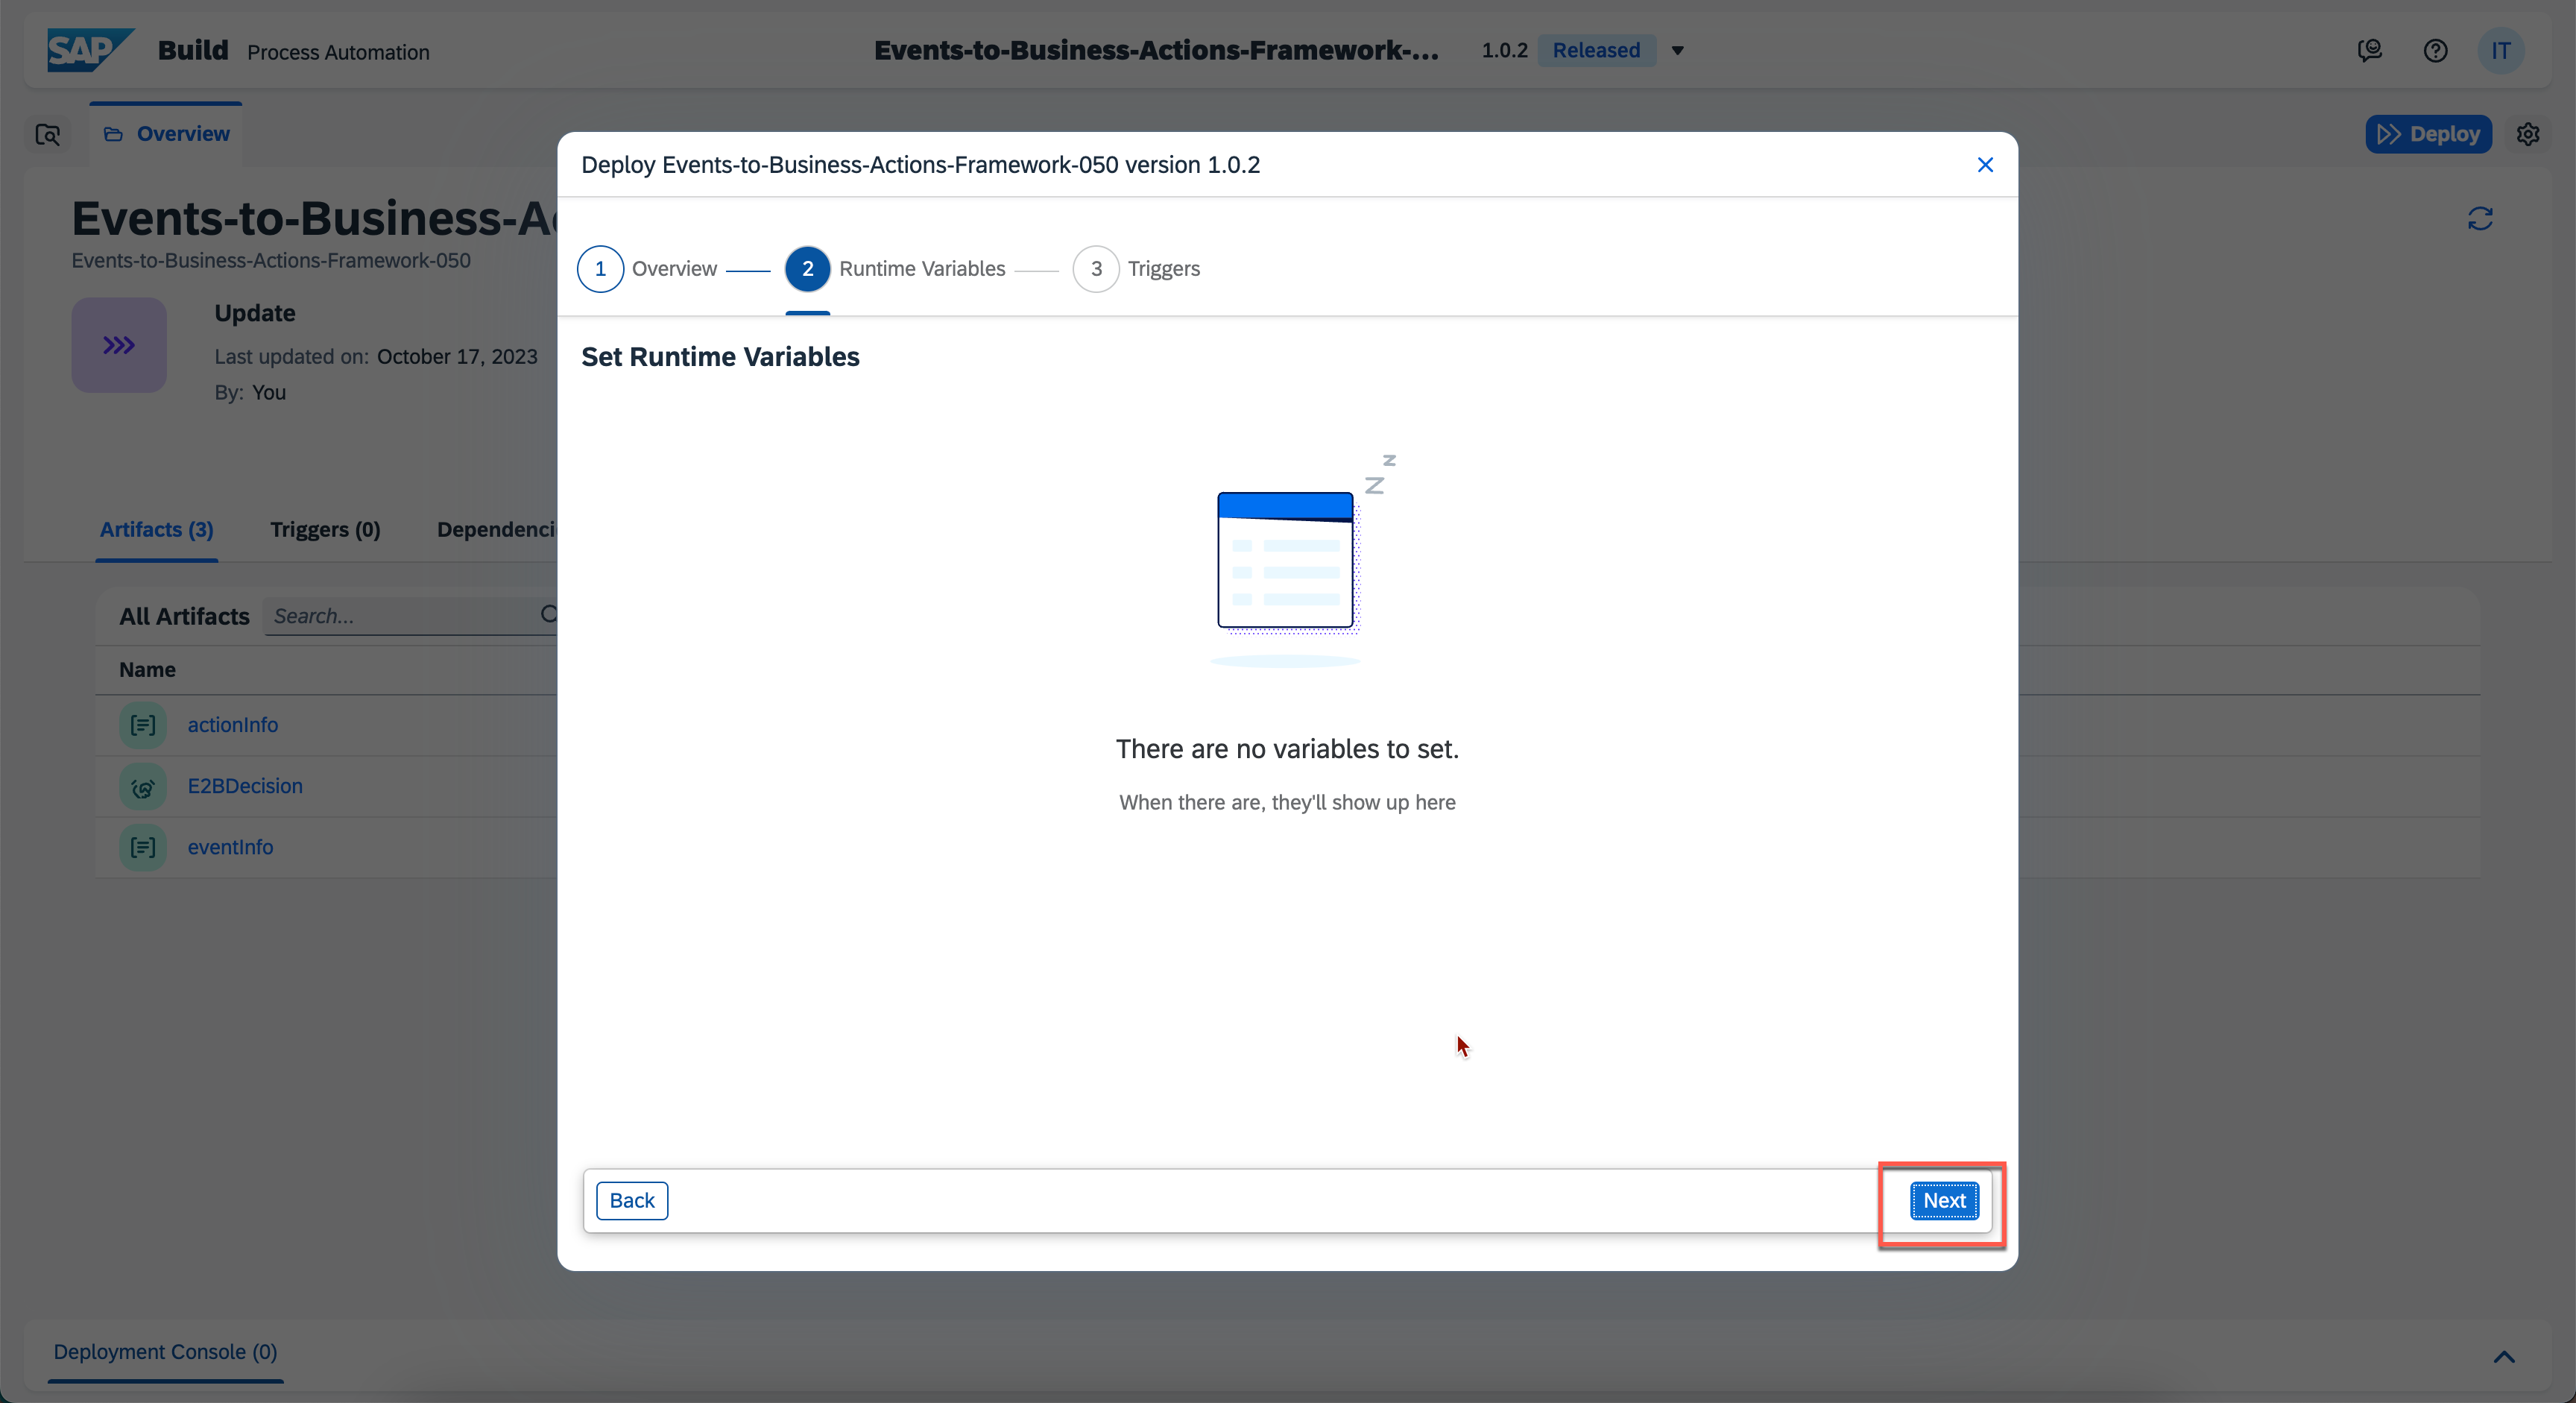 SAP Build Process Automation
Events-to-Business-Actions-Framework-...
1.0.2 Released
IT
Overview
Deploy
Events-to-Business-A
Events-to-Business-Actions-Framework-050
Update
Last updated on: October 17, 2023
By: You
Artifacts (3) Triggers (0) Dependenci
All Artifacts Search...
Name
actionInfo
E2BDecision
eventInfo
Deploy Events-to-Business-Actions-Framework-050 version 1.0.2
1 Overview 2 Runtime Variables 3 Triggers
Set Runtime Variables
z
Z
There are no variables to set.
When there are, they'll show up here
Back Next
Deployment Console (0)